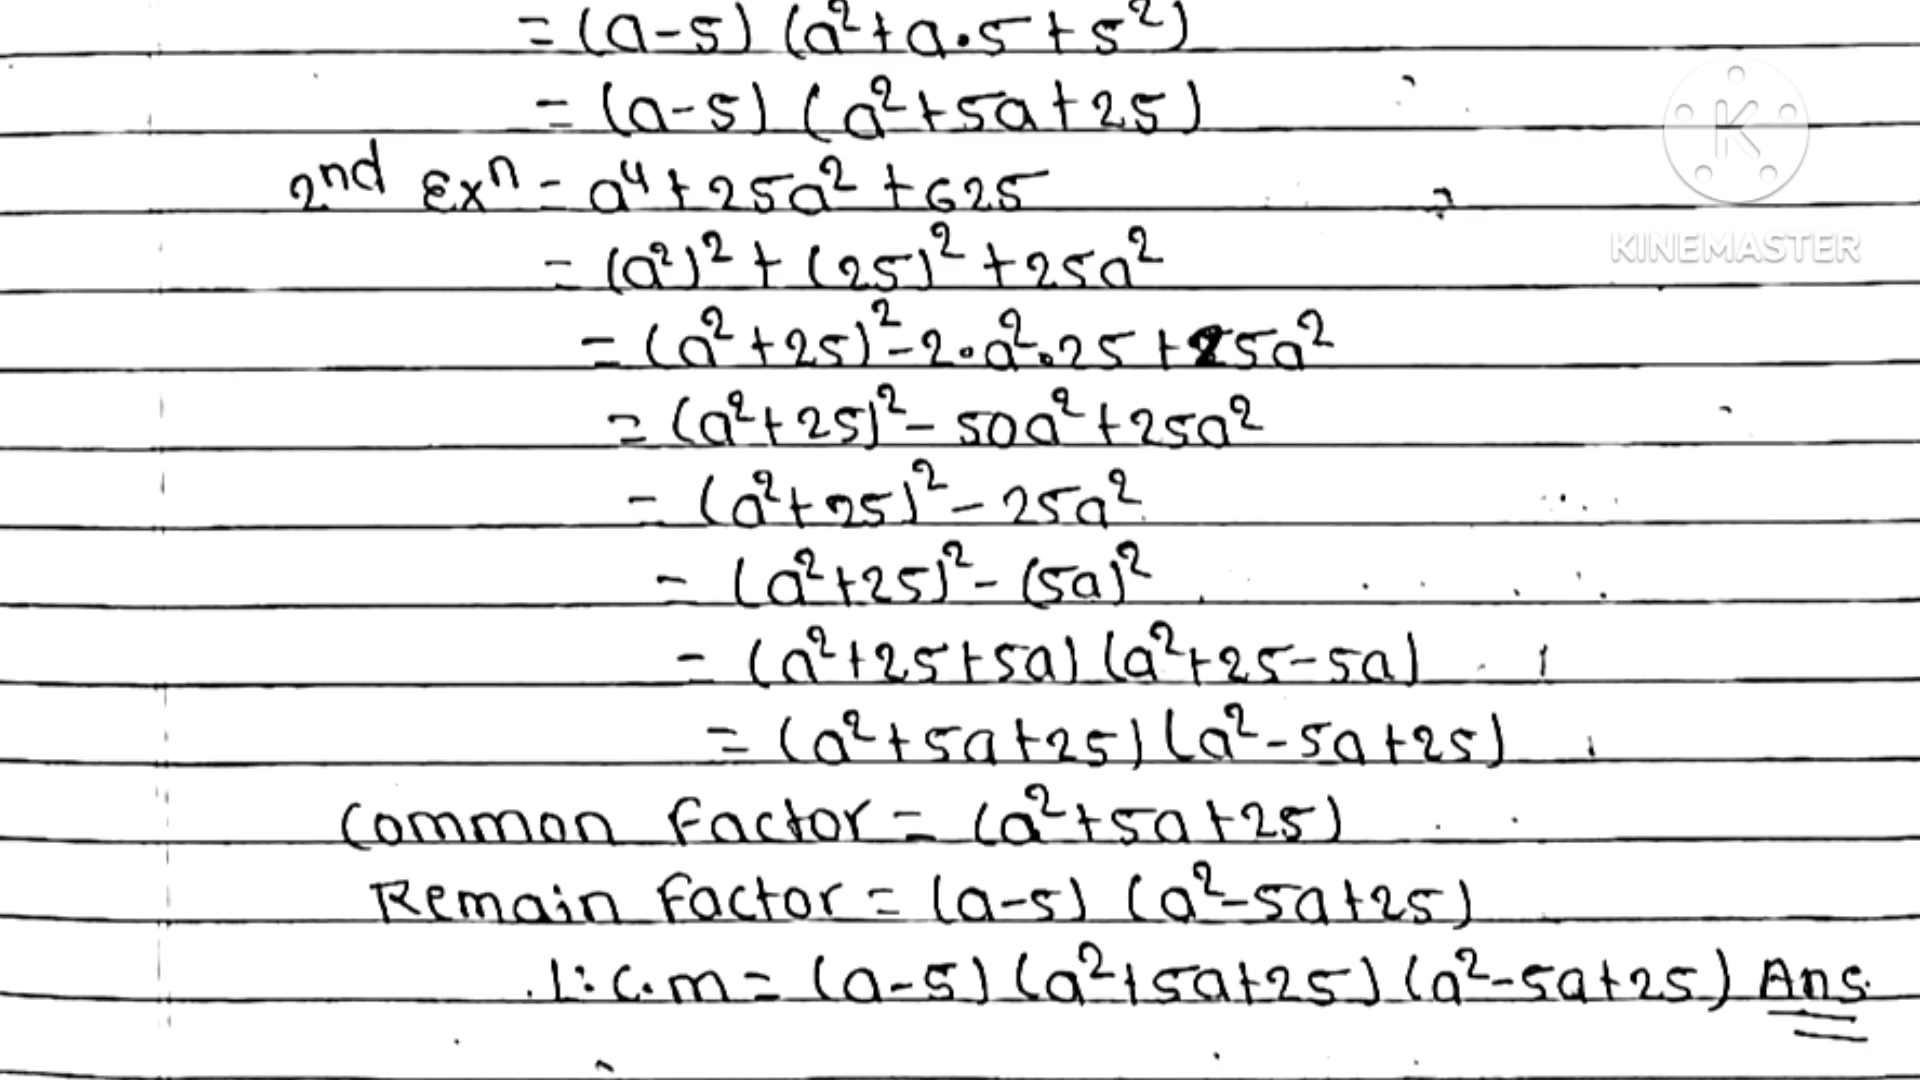 = (a-5) (a²+a·5+5²)
= (a-5) (a²+5a+25)
2nd Exⁿ = a⁴+25a²+625
= (a²)²+(25)²+25a²
= (a²+25)²-2·a²·25+25a²
= (a²+25)²-50a²+25a²
= (a²+25)²-25a²
= (a²+25)²-(5a)²
= (a²+25+5a) (a²+25-5a)
= (a²+5a+25) (a²-5a+25)
Common Factor = (a²+5a+25)
Remain Factor = (a-5) (a²-5a+25)
L.C.m = (a-5) (a²+5a+25) (a²-5a+25) Ans.
K
KINEMASTER